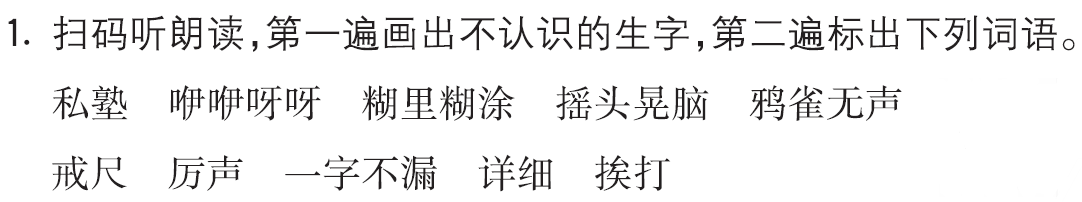 1. 扫码听朗读,第一遍画出不认识的生字,第二遍标出下列词语。
私塾 咿咿呀呀 糊里糊涂 摇头晃脑 鸦雀无声
戒尺 厉声 一字不漏 详细 挨打